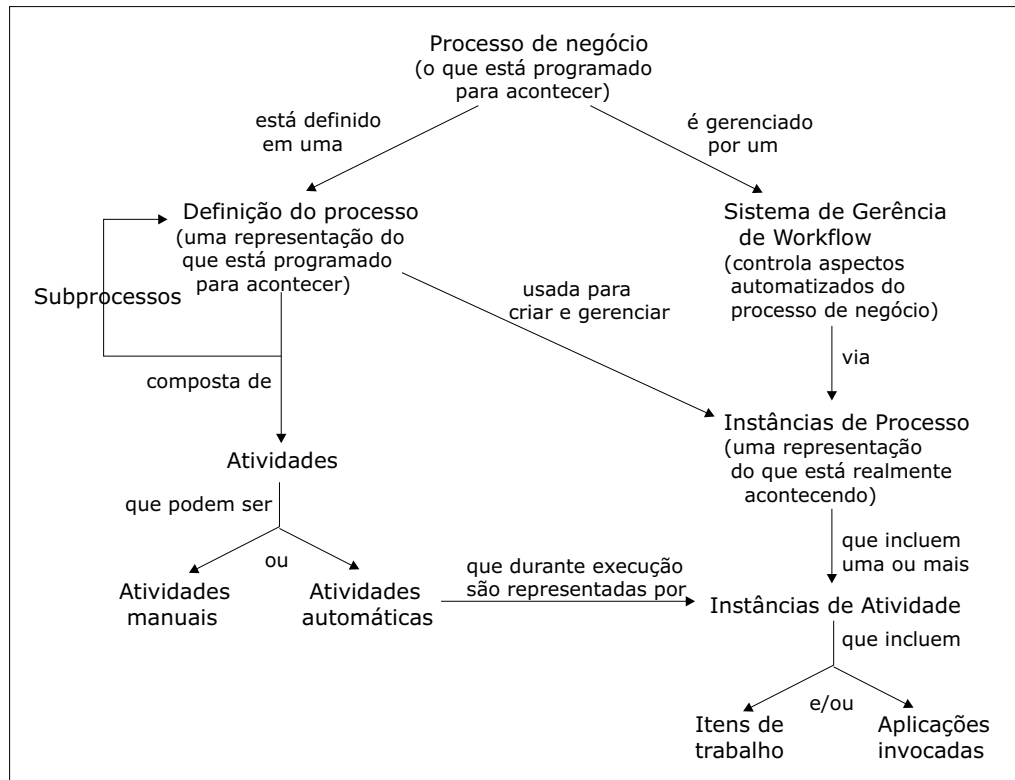 Processo de negócio
(o que está programado
para acontecer)
está definido
em uma
é gerenciado
por um
Definição do processo
(uma representação do
que está programado
para acontecer)
Subprocessos
Sistema de Gerência
de Workflow
(controla aspectos
automatizados do
processo de negócio)
usada para
criar e gerenciar
via
composta de
Instâncias de Processo
(uma representação
do que está realmente
acontecendo)
Atividades
que podem ser
ou
Atividades
manuais
Atividades
automáticas
que durante execução
são representadas por
que incluem
uma ou mais
Instâncias de Atividade
que incluem
e/ou
Itens de
trabalho
Aplicações
invocadas